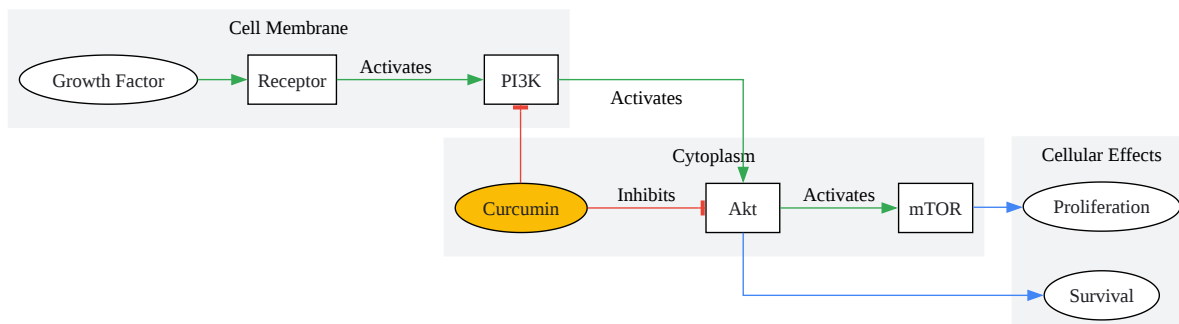 Cell Membrane
Growth Factor
Receptor
Activates
PI3K
Activates
Cytoplasm
Curcumin
Inhibits
Akt
Activates
mTOR
Cellular Effects
Proliferation
Survival